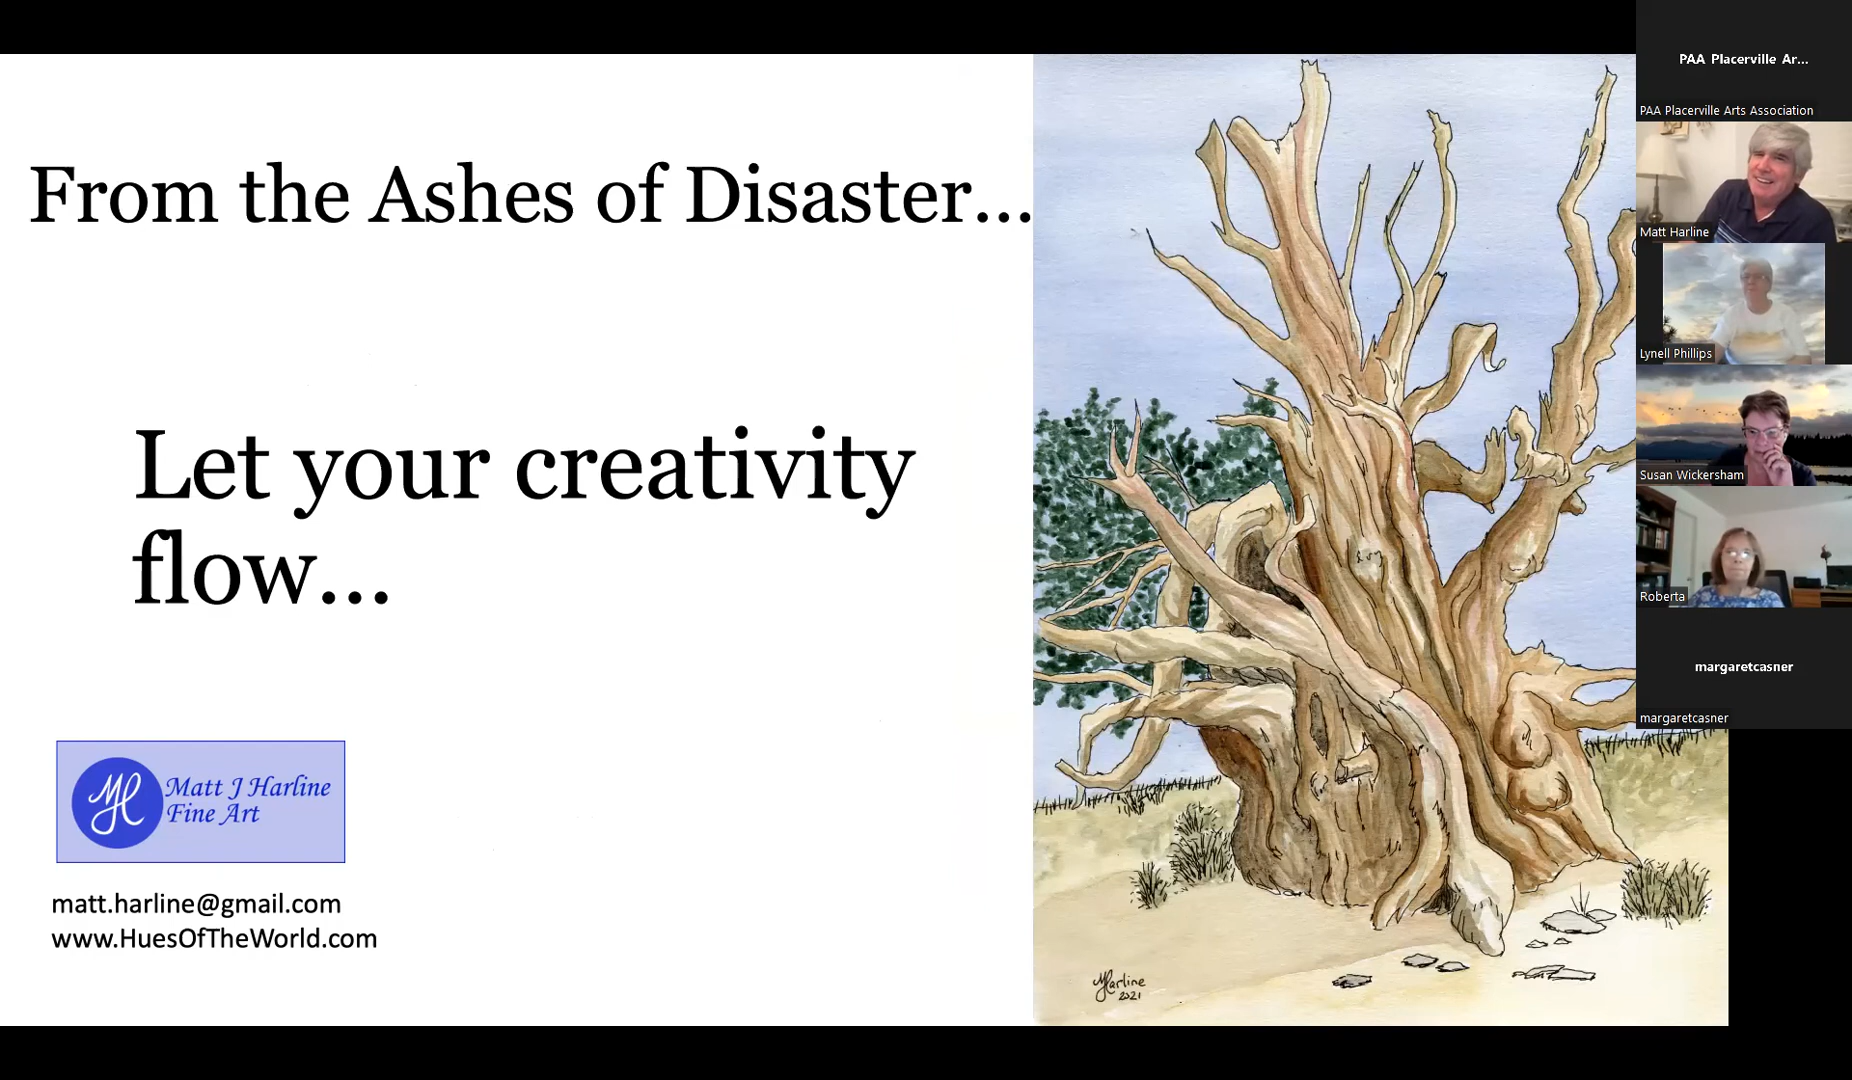 From the Ashes of Disaster...
Let your creativity
flow...
Matt J Harline
Fine Art
matt.harline@gmail.com
www.HuesOfTheWorld.com
MHarline
2021
PAA Placerville Ar...
PAA Placerville Arts Association
Matt Harline
Lynell Phillips
Susan Wickersham
Roberta
margaretcasner
margaretcasner